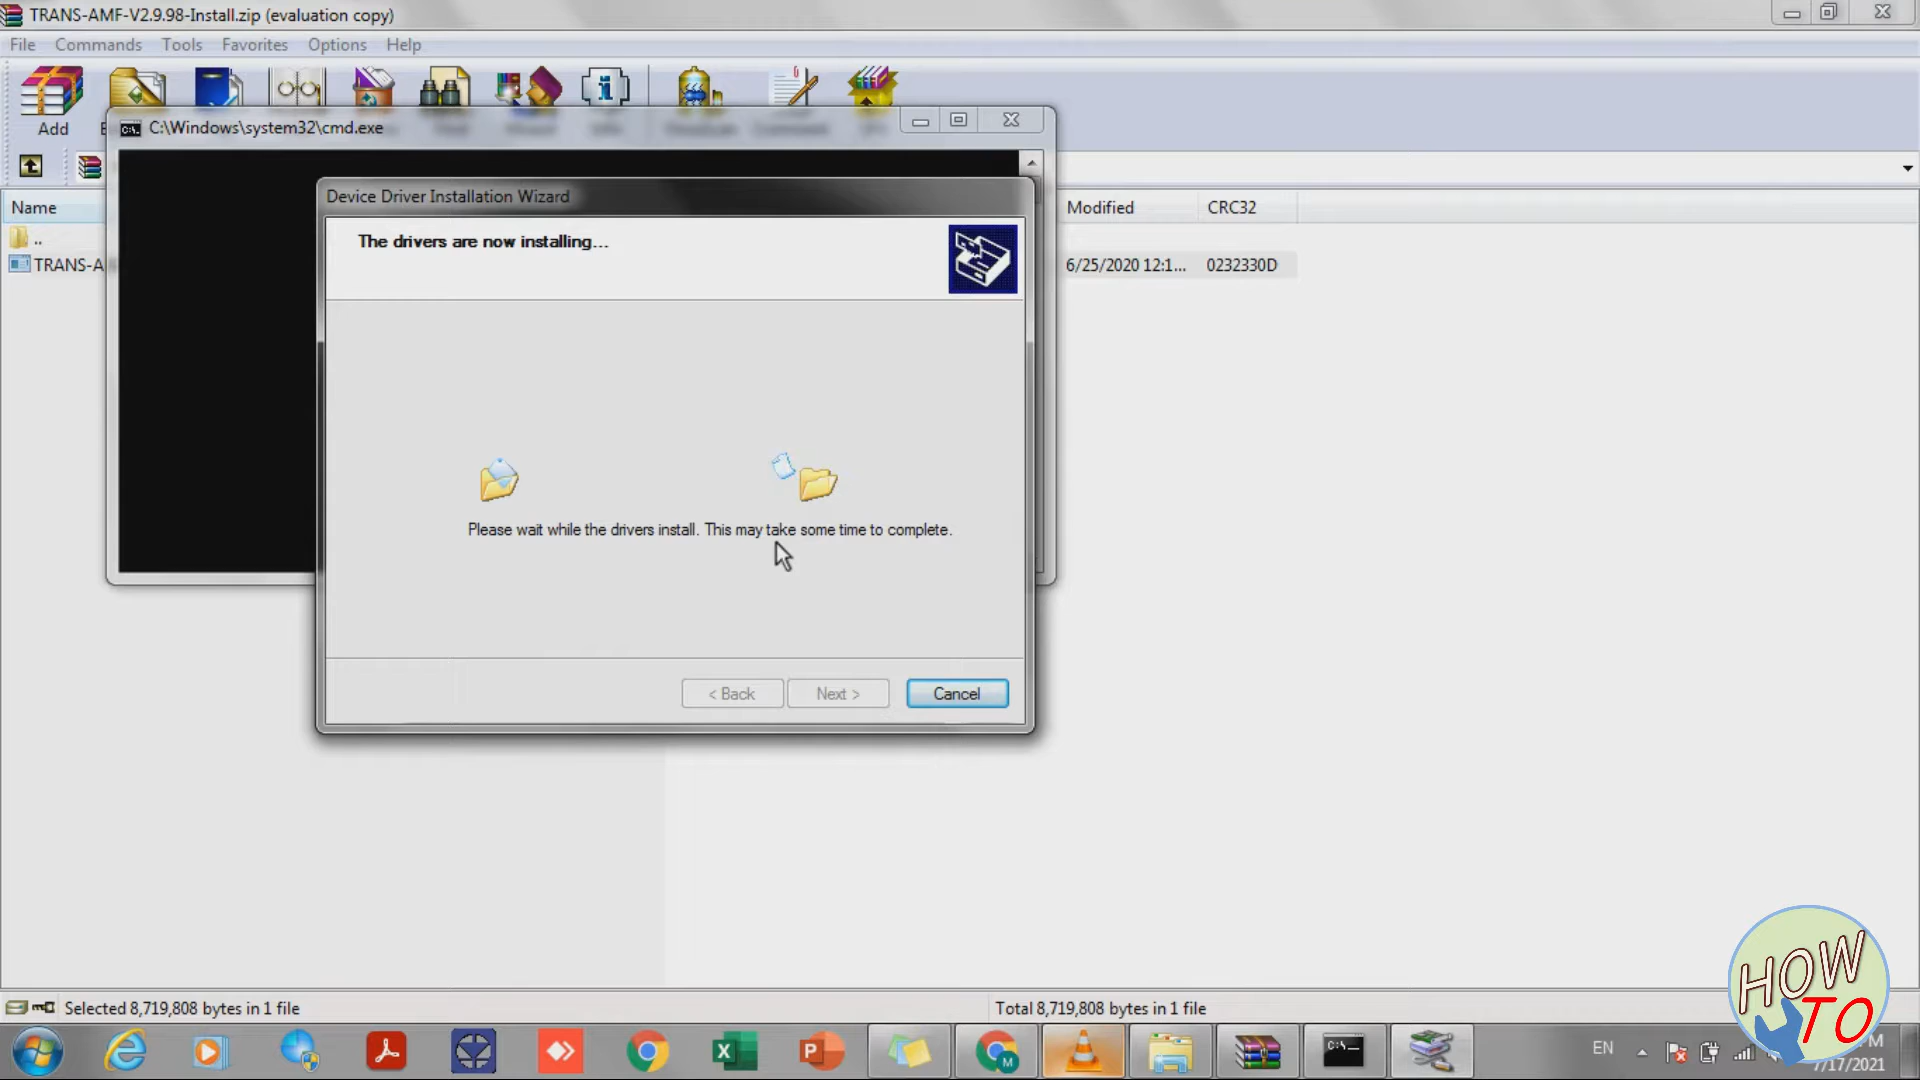 TRANS-AMF-V2.9.98-Install.zip (evaluation copy)
File Commands Tools Favorites Options Help
Add
C:\Windows\system32\cmd.exe
Name
Modified
CRC32
..
TRANS-A
6/25/2020 12:1...
0232330D
Device Driver Installation Wizard
The drivers are now installing...
Please wait while the drivers install. This may take some time to complete.
< Back
Next >
Cancel
HOW
TO
Selected 8,719,808 bytes in 1 file
Total 8,719,808 bytes in 1 file
EN
7/17/2021